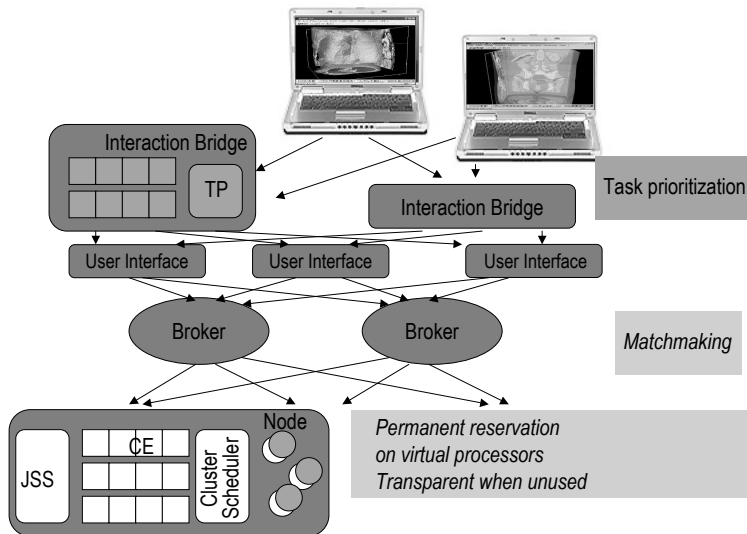 Interaction Bridge
TP
Task prioritization
Interaction Bridge
User Interface
User Interface
User Interface
Broker
Broker
Matchmaking
Node
CE
JSS
Cluster
Scheduler
Permanent reservation
on virtual processors
Transparent when unused